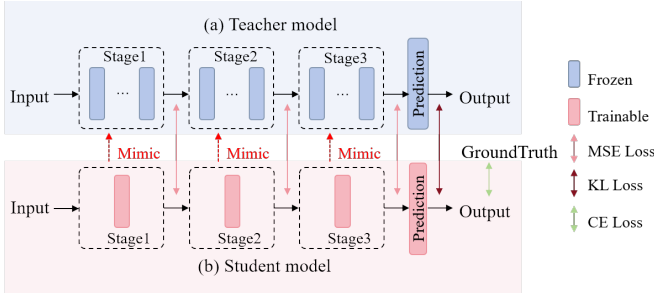 (a) Teacher model
Stage1
Stage2
Stage3
Input
...
...
...
Prediction
Output
Frozen
Trainable
Mimic
Mimic
Mimic
GroundTruth
MSE Loss
KL Loss
CE Loss
Input
Prediction
Output
Stage1
Stage2
Stage3
(b) Student model